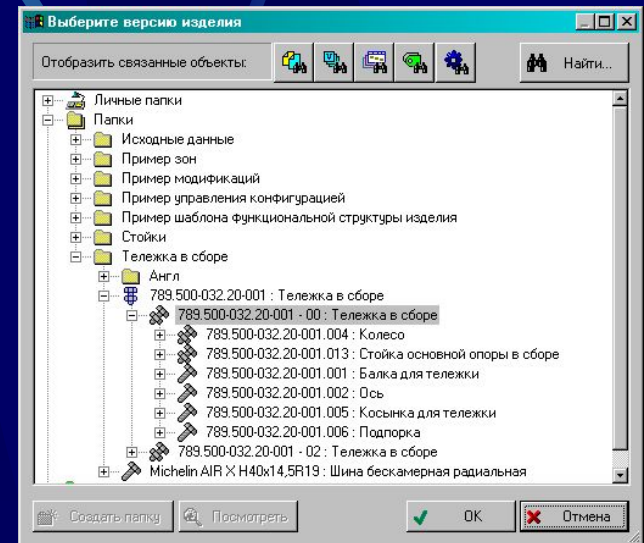 Выберите версию изделия
Отобразить связанные объекты:
Найти...
Личные папки
Папки
Исходные данные
Пример зон
Пример модификаций
Пример управления конфигурацией
Пример шаблона функциональной структуры изделия
Стойки
Тележка в сборе
Англ
789.500-032.20-001 : Тележка в сборе
789.500-032.20-001 - 00 : Тележка в сборе
789.500-032.20-001.004 : Колесо
789.500-032.20-001.013 : Стойка основной опоры в сборе
789.500-032.20-001.001 : Балка для тележки
789.500-032.20-001.002 : Ось
789.500-032.20-001.005 : Косынка для тележки
789.500-032.20-001.006 : Подпорка
789.500-032.20-001 - 02 : Тележка в сборе
Michelin AIR X H40x14,5R19 : Шина бескамерная радиальная
Создать папку Посмотреть OK Отмена